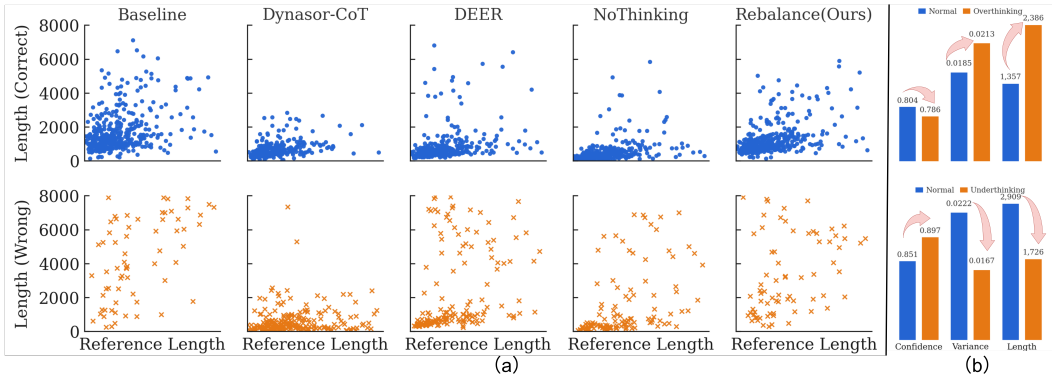 Baseline
Dynasor-CoT
DEER
NoThinking
Rebalance(Ours)
Length (Correct)
8000
6000
4000
2000
0
Length (Wrong)
8000
6000
4000
2000
0
Reference Length
Reference Length
Reference Length
Reference Length
Reference Length
(a)
Normal Overthinking
0.804
0.786
0.0185
0.0213
1,357
2,386
Normal Underthinking
0.851
0.897
0.0222
0.0167
2,909
1,726
Confidence Variance Length
(b)